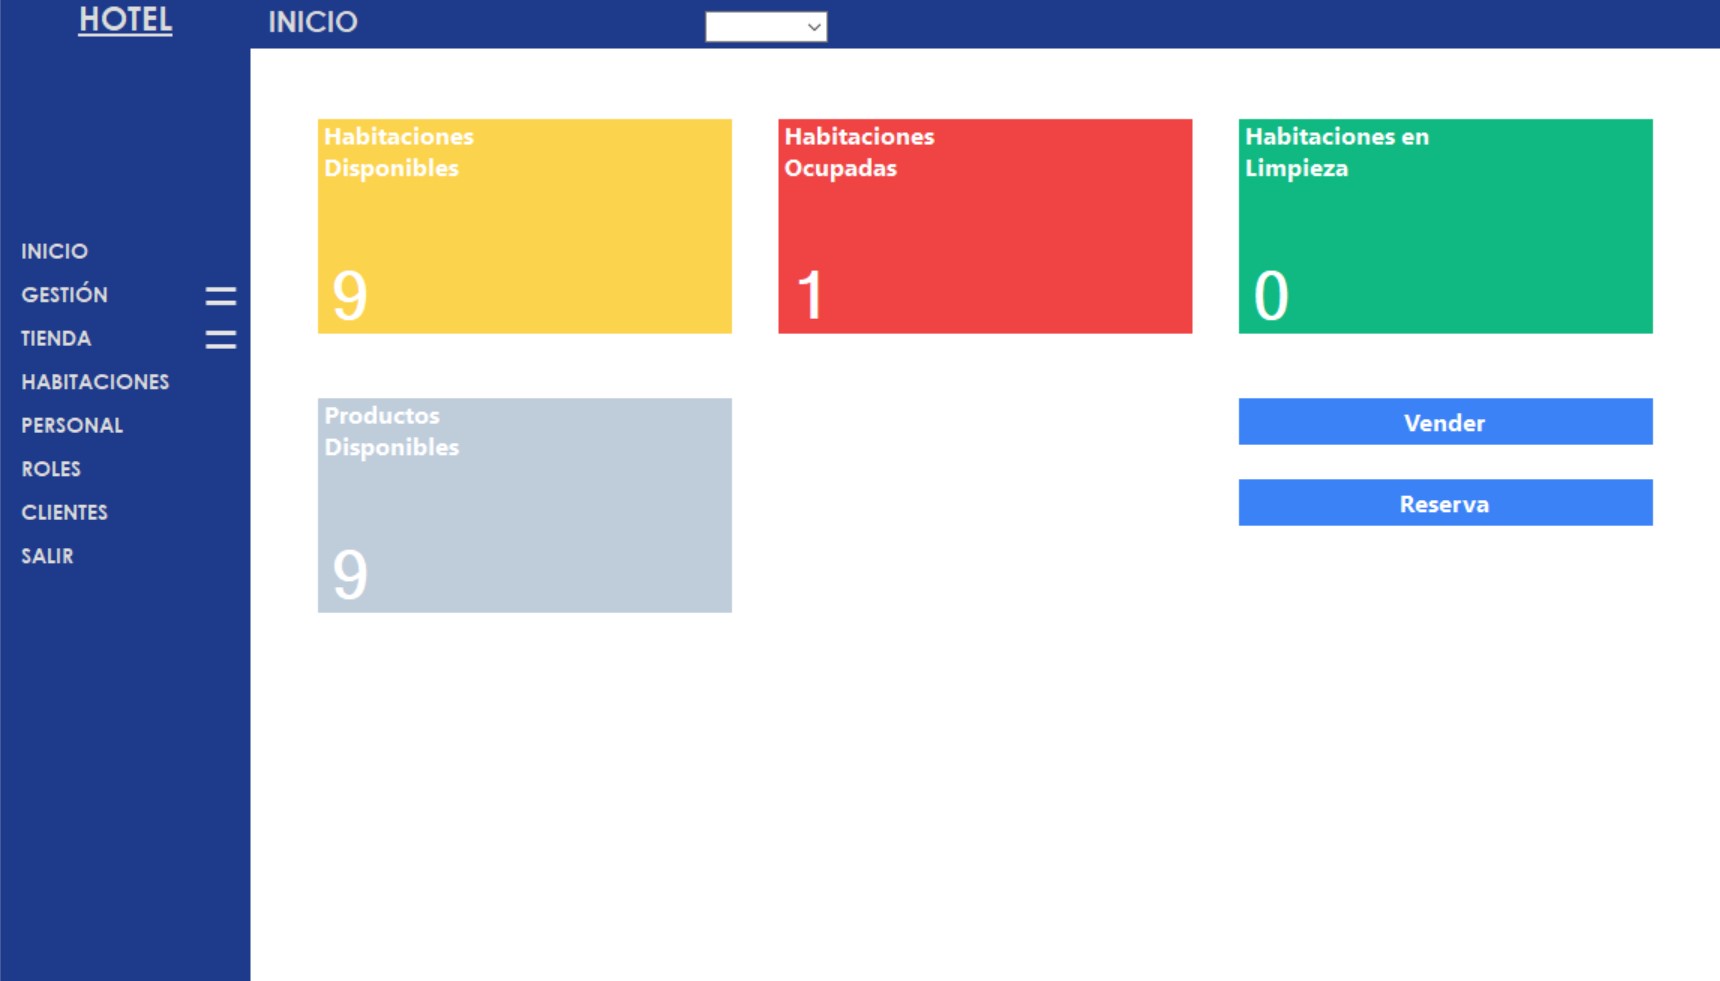 HOTEL
INICIO
INICIO
GESTIÓN
TIENDA
HABITACIONES
PERSONAL
ROLES
CLIENTES
SALIR
Habitaciones
Disponibles
9
Habitaciones
Ocupadas
1
Habitaciones en
Limpieza
0
Productos
Disponibles
9
Vender
Reserva